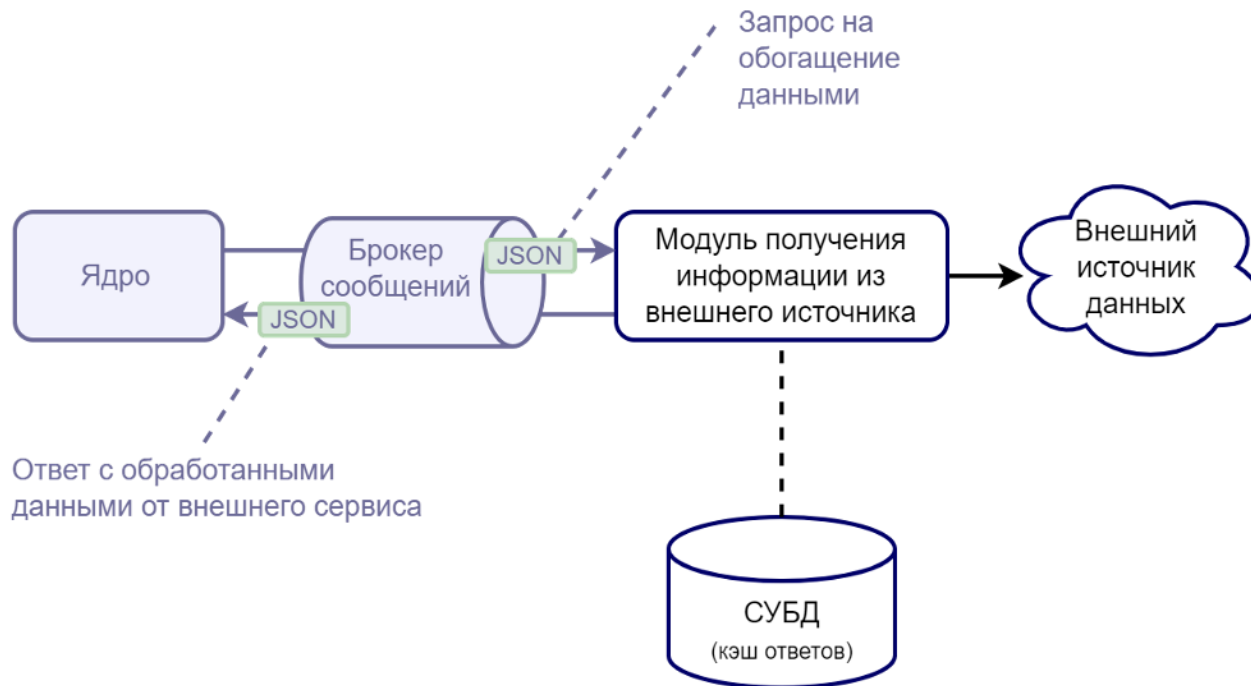 Запрос на
обогащение
данными
Ядро
Брокер
сообщений
JSON
JSON
Модуль получения
информации из
внешнего источника
Внешний
источник
данных
Ответ с обработанными
данными от внешнего сервиса
СУБД
(кэш ответов)